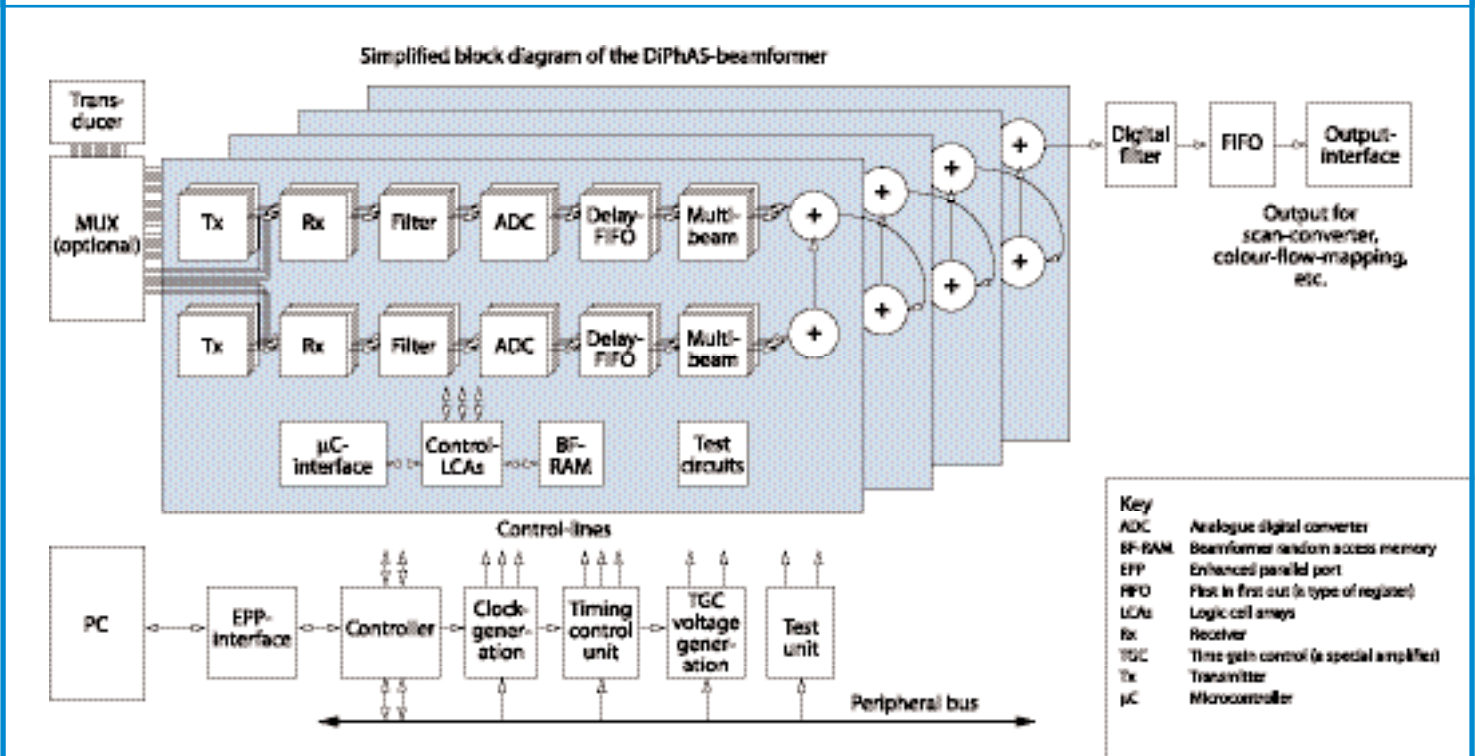 Simplified block diagram of the DiPhAS-beamformer
Trans-
ducer
MUX
(optional)
Tx
Rx
Filter
ADC
Delay-
FIFO
Multi-
beam
+
+
+
+
Digital
filter
FIFO
Output-
interface
Output for
scan-converter,
colour-flow-mapping,
etc.
Tx
Rx
Filter
ADC
Delay-
FIFO
Multi-
beam
+
+
+
+
µC-
interface
Control-
LCAs
BF-
RAM
Test
circuits
Control-lines
PC
EPP-
interface
Controller
Clock-
gener-
ation
Timing
control
unit
TGC
voltage
gener-
ation
Test
unit
Peripheral bus
Key
ADC Analogue digital converter
BF-RAM Beamformer random access memory
EPP Enhanced parallel port
FIFO First in first out (a type of register)
LCAs Logic cell arrays
Rx Receiver
TGC Time gain control (a special amplifier)
Tx Transmitter
µC Microcontroller